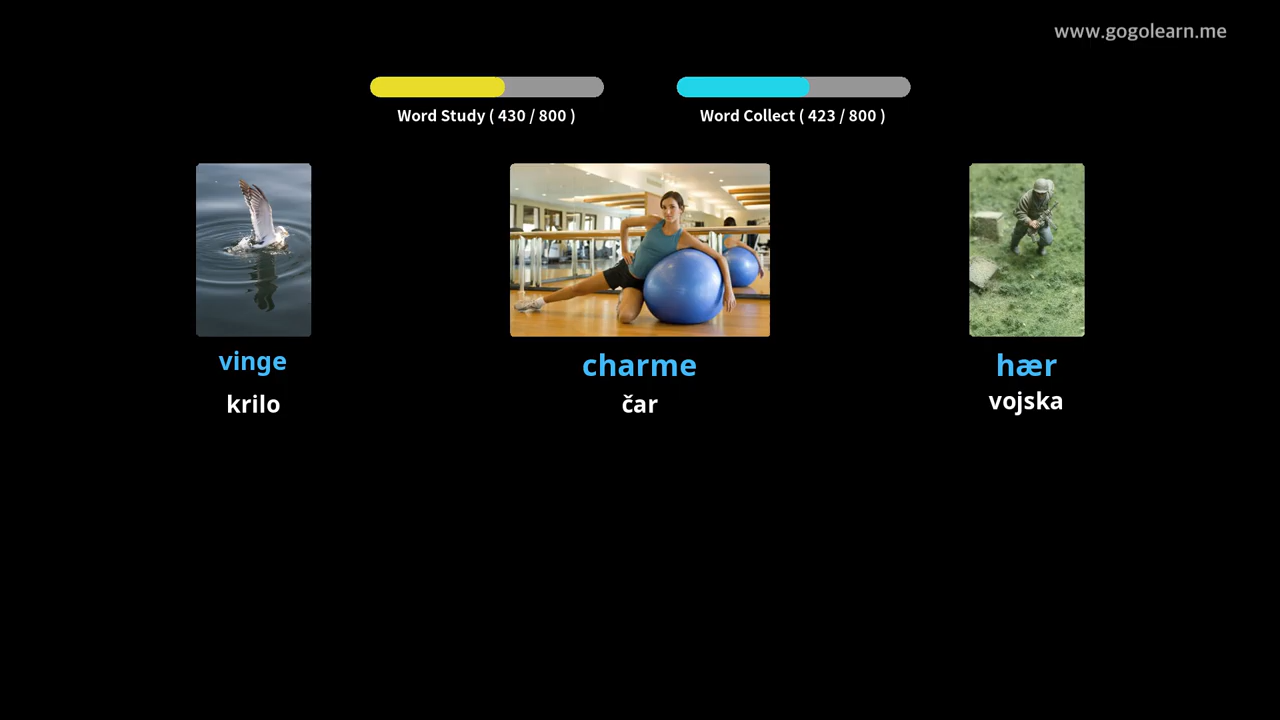 www.gogolearn.me
Word Study ( 430 / 800 )
Word Collect ( 423 / 800 )
vinge
charme
hær
krilo
čar
vojska